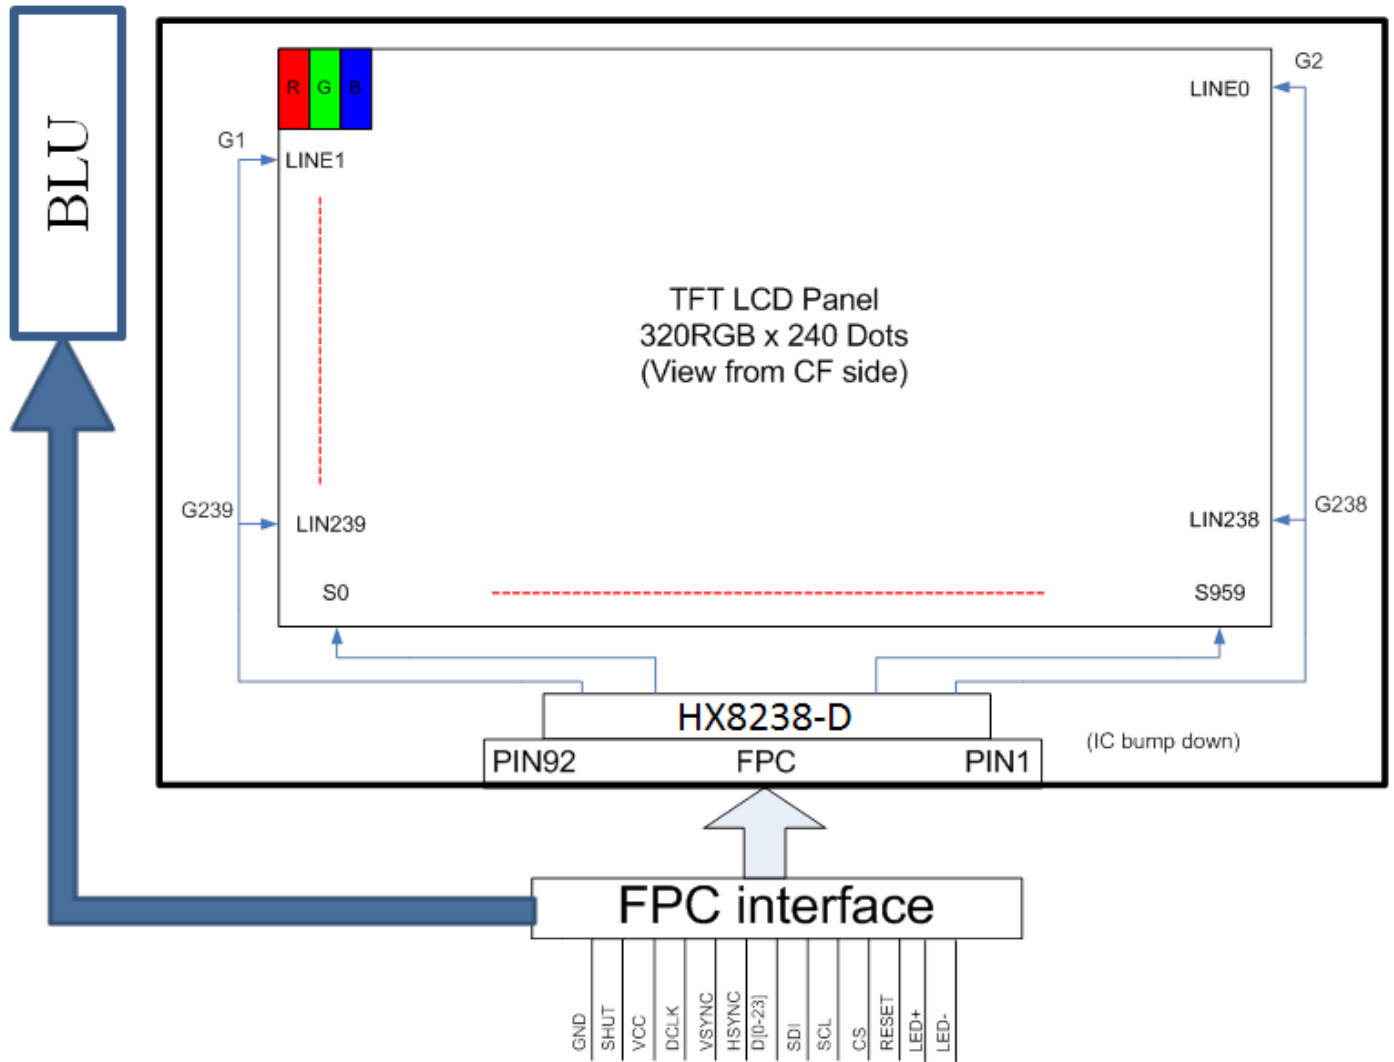 BLU
R G B
G2
LINE0
G1
LINE1
TFT LCD Panel
320RGB x 240 Dots
(View from CF side)
G239
LIN239
LIN238
G238
S0
S959
HX8238-D
(IC bump down)
PIN92 FPC PIN1
FPC interface
GND
SHUT
VCC
DCLK
VSYNC
HSYNC
D[0-23]
SDI
SCL
CS
RESET
LED+
LED-